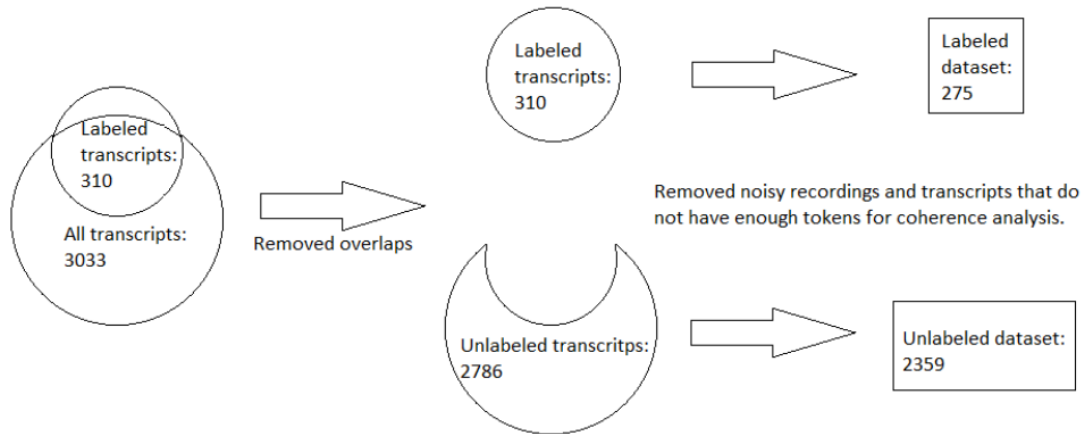 Labeled
transcripts:
310
All transcripts:
3033
Removed overlaps
Labeled
transcripts:
310
Unlabeled transcritps:
2786
Labeled
dataset:
275
Removed noisy recordings and transcripts that do
not have enough tokens for coherence analysis.
Unlabeled dataset:
2359